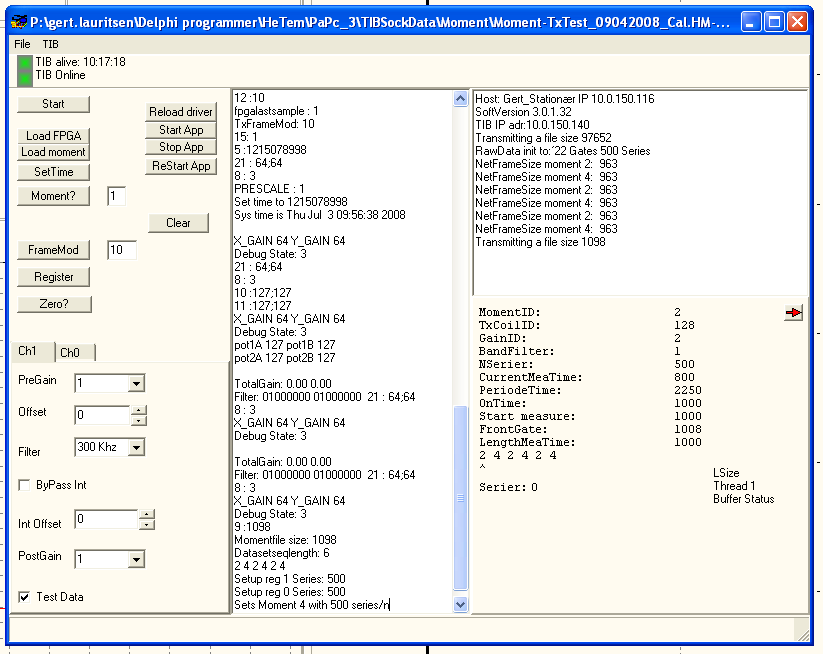 P:\gert.lauritsen\Delphi programmer\HeTem\PaPc_3\TIBSockData\Moment\Moment-TxTest_09042008_Cal.HM-...
File TIB
TIB alive: 10:17:18
TIB Online
Start
Reload driver
Start App
Load FPGA
Stop App
Load moment
ReStart App
SetTime
Moment? 1
Clear
FrameMod 10
Register
Zero?
Ch1 Ch0
PreGain 1
Offset 0
Filter 300 Khz
ByPass Int
Int Offset 0
PostGain 1
Test Data
12 :10
fpgalastsample : 1
TxFrameMod: 10
15: 1
5 :1215078998
21 : 64;64
8 : 3
PRESCALE : 1
Set time to 1215078998
Sys time is Thu Jul 3 09:56:38 2008
X_GAIN 64 Y_GAIN 64
Debug State: 3
21 : 64;64
8 : 3
10 :127;127
11 :127;127
X_GAIN 64 Y_GAIN 64
Debug State: 3
pot1A 127 pot1B 127
pot2A 127 pot2B 127
TotalGain: 0.00 0.00
Filter: 01000000 01000000 21 : 64;64
8 : 3
X_GAIN 64 Y_GAIN 64
Debug State: 3
TotalGain: 0.00 0.00
Filter: 01000000 01000000 21 : 64;64
8 : 3
X_GAIN 64 Y_GAIN 64
Debug State: 3
9 :1098
Momentfile size: 1098
Datasetseqlength: 6
2 4 2 4 2 4
Setup reg 1 Series: 500
Setup reg 0 Series: 500
Sets Moment 4 with 500 series/n
Host: Gert_Stationær IP 10.0.150.116
SoftVersion 3.0.1.32
TIB IP adr:10.0.150.140
Transmitting a file size 97652
RawData init to:´22 Gates 500 Series
NetFrameSize moment 2: 963
NetFrameSize moment 4: 963
NetFrameSize moment 2: 963
NetFrameSize moment 4: 963
NetFrameSize moment 2: 963
NetFrameSize moment 4: 963
Transmitting a file size 1098
MomentID: 2
TxCoilID: 128
GainID: 2
BandFilter: 1
NSerier: 500
CurrentMeaTime: 800
PeriodeTime: 2250
OnTime: 1000
Start measure: 1000
FrontGate: 1008
LengthMeaTime: 1000
2 4 2 4 2 4
^
Serier: 0
LSize
Thread 1
Buffer Status